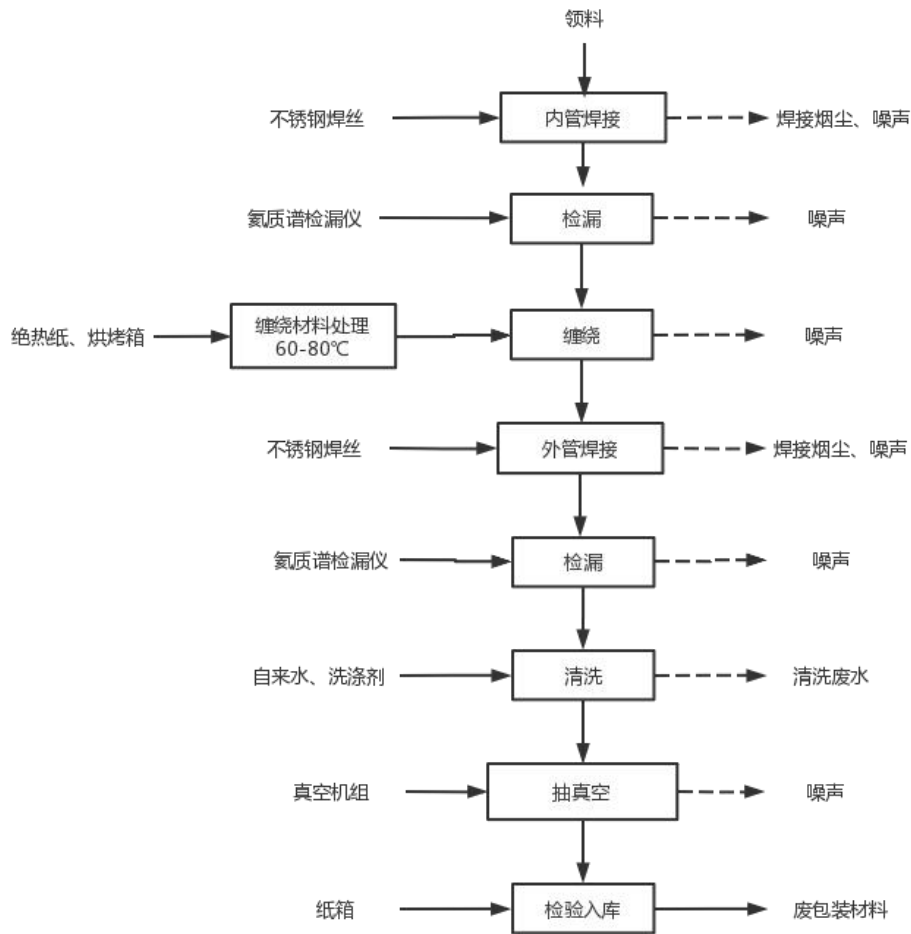 领料
不锈钢焊丝
内管焊接
焊接烟尘、噪声
氦质谱检漏仪
检漏
噪声
绝热纸、烘烤箱
缠绕材料处理
60-80℃
缠绕
噪声
不锈钢焊丝
外管焊接
焊接烟尘、噪声
氦质谱检漏仪
检漏
噪声
自来水、洗涤剂
清洗
清洗废水
真空机组
抽真空
噪声
纸箱
检验入库
废包装材料